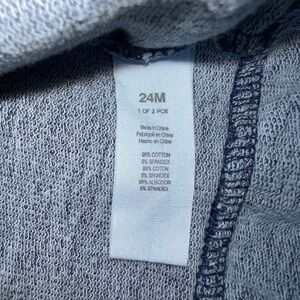 24M
1 OF 2 PCS
Made in China
Fabriqué en Chine
Hecho en China
95% COTTON
5% SPANDEX
95% COTON
5% SPANDEX
95% ALGODON
5% SPANDEX